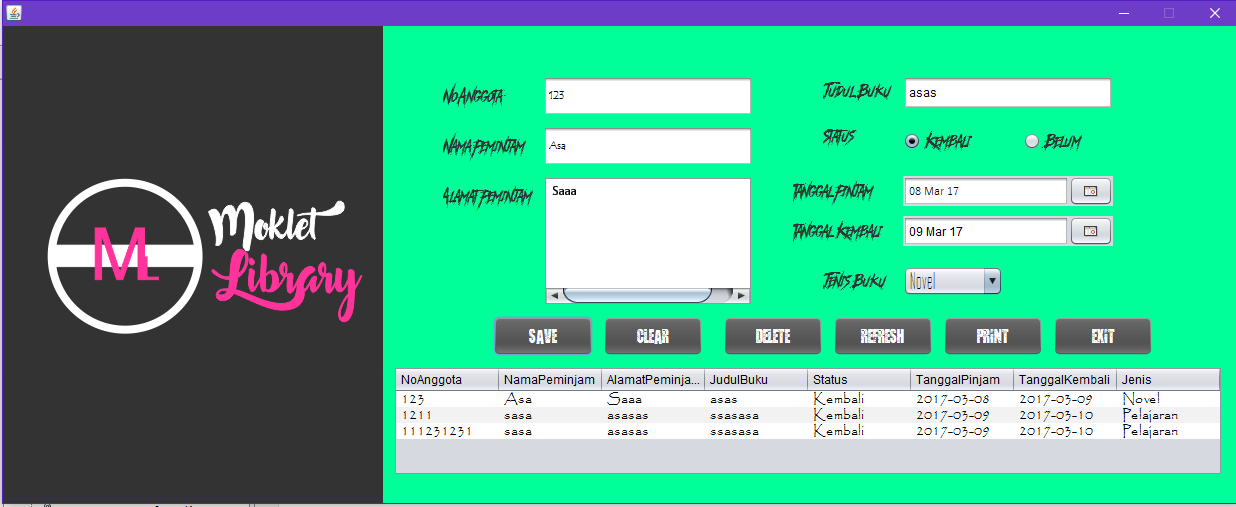 Moklet
Library
ML
NoAnggota
123
Nama Peminjam
Asa
Alamat Peminjam
Saaa
Judul Buku
asas
Status
Kembali
Belum
Tanggal Pinjam
08 Mar 17
Tanggal Kembali
09 Mar 17
Jenis Buku
Novel
SAVE
CLEAR
DELETE
REFRESH
PRINT
EXIT
NoAnggota NamaPeminjam AlamatPeminja... JudulBuku Status TanggalPinjam TanggalKembali Jenis
123 Asa Saaa asas Kembali 2017-03-08 2017-03-09 Novel
1211 sasa asasas ssasasa Kembali 2017-03-09 2017-03-10 Pelajaran
111231231 sasa asasas ssasasa Kembali 2017-03-09 2017-03-10 Pelajaran